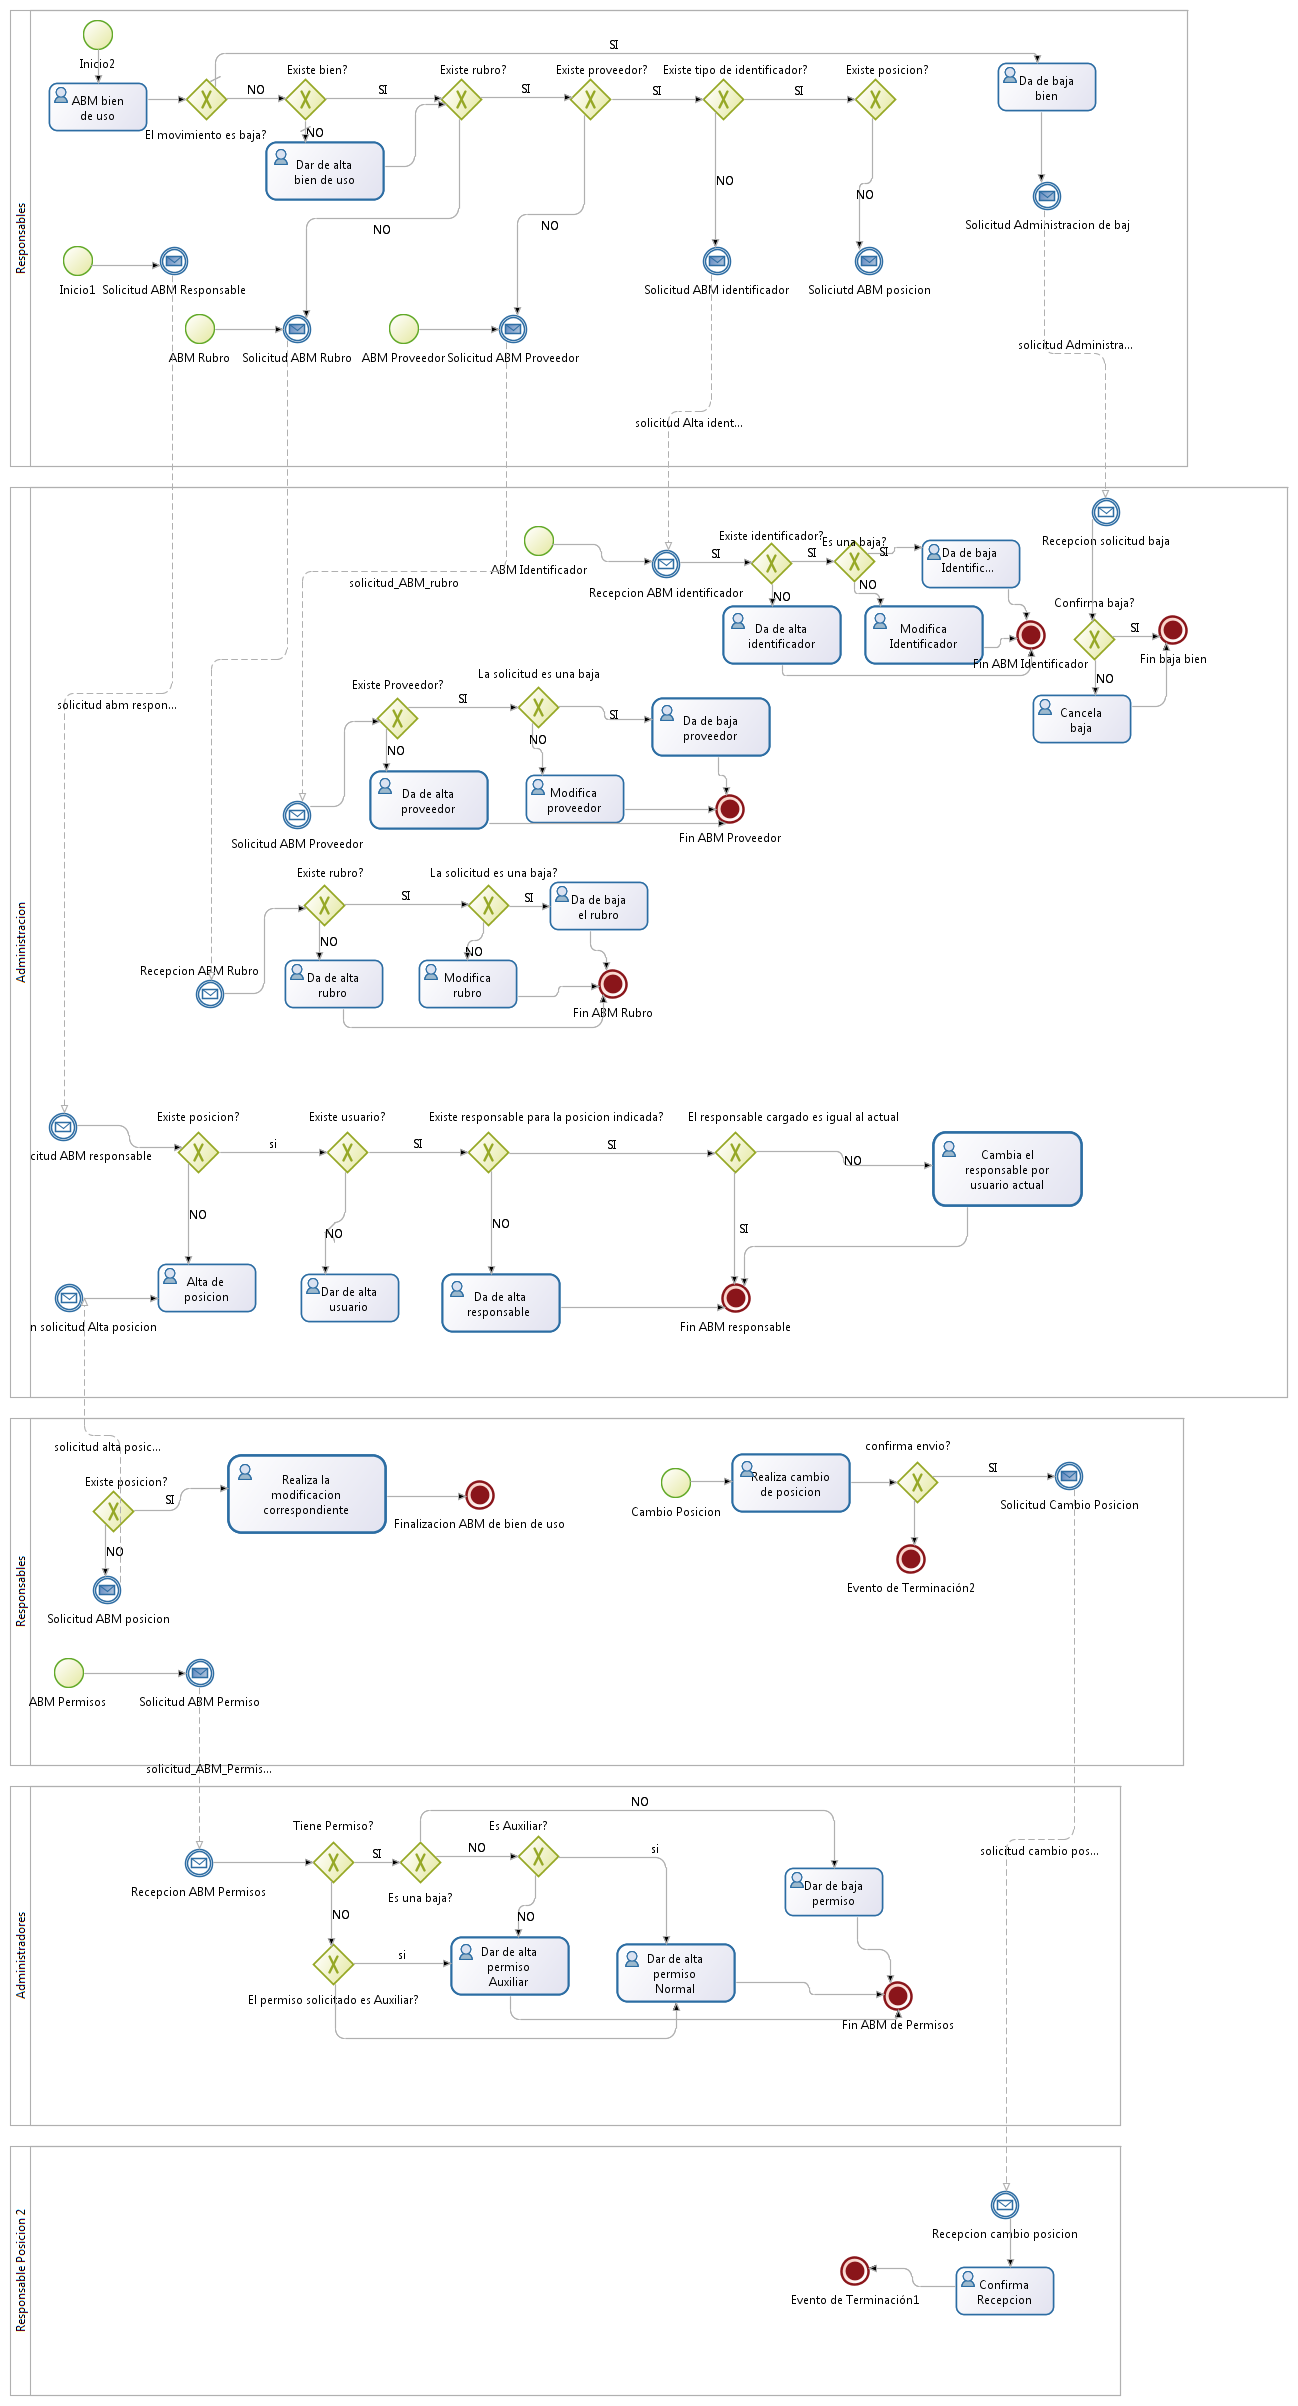 Responsables
Inicio2
ABM bien
de uso
El movimiento es baja?
SI
NO
Existe bien?
SI
NO
Dar de alta
bien de uso
Existe rubro?
SI
NO
Existe proveedor?
SI
NO
Existe tipo de identificador?
SI
NO
Existe posicion?
NO
Da de baja
bien
Solicitud Administracion de baj
Solicitud ABM identificador
Soliciutd ABM posicion
Inicio1
Solicitud ABM Responsable
ABM Rubro
Solicitud ABM Rubro
ABM Proveedor
Solicitud ABM Proveedor
solicitud Administra...
solicitud Alta ident...
Administracion
Recepcion solicitud baja
ABM Identificador
Recepcion ABM identificador
SI
Existe identificador?
SI
NO
Es una baja?
SI
NO
Da de baja
Identific...
Da de alta
identificador
Modifica
Identificador
Fin ABM Identificador
Confirma baja?
SI
NO
Fin baja bien
Cancela
baja
solicitud_ABM_rubro
solicitud abm respon...
Existe Proveedor?
SI
NO
La solicitud es una baja
SI
NO
Da de baja
proveedor
Da de alta
proveedor
Modifica
proveedor
Fin ABM Proveedor
Solicitud ABM Proveedor
Existe rubro?
SI
NO
La solicitud es una baja?
SI
NO
Da de baja
el rubro
Recepcion ABM Rubro
Da de alta
rubro
Modifica
rubro
Fin ABM Rubro
citud ABM responsable
Existe posicion?
si
NO
Existe usuario?
SI
NO
Existe responsable para la posicion indicada?
SI
NO
El responsable cargado es igual al actual
NO
SI
Cambia el
responsable por
usuario actual
Alta de
posicion
Dar de alta
usuario
Da de alta
responsable
Fin ABM responsable
n solicitud Alta posicion
Responsables
solicitud alta posic...
Existe posicion?
SI
NO
Realiza la
modificacion
correspondiente
Finalizacion ABM de bien de uso
Solicitud ABM posicion
Cambio Posicion
Realiza cambio
de posicion
confirma envio?
SI
Solicitud Cambio Posicion
Evento de Terminación2
ABM Permisos
Solicitud ABM Permiso
solicitud_ABM_Permis...
Administradores
Recepcion ABM Permisos
Tiene Permiso?
SI
NO
Es una baja?
NO
NO
Es Auxiliar?
si
NO
Dar de baja
permiso
El permiso solicitado es Auxiliar?
si
Dar de alta
permiso
Auxiliar
Dar de alta
permiso
Normal
Fin ABM de Permisos
solicitud cambio pos...
Responsable Posicion 2
Recepcion cambio posicion
Confirma
Recepcion
Evento de Terminación1